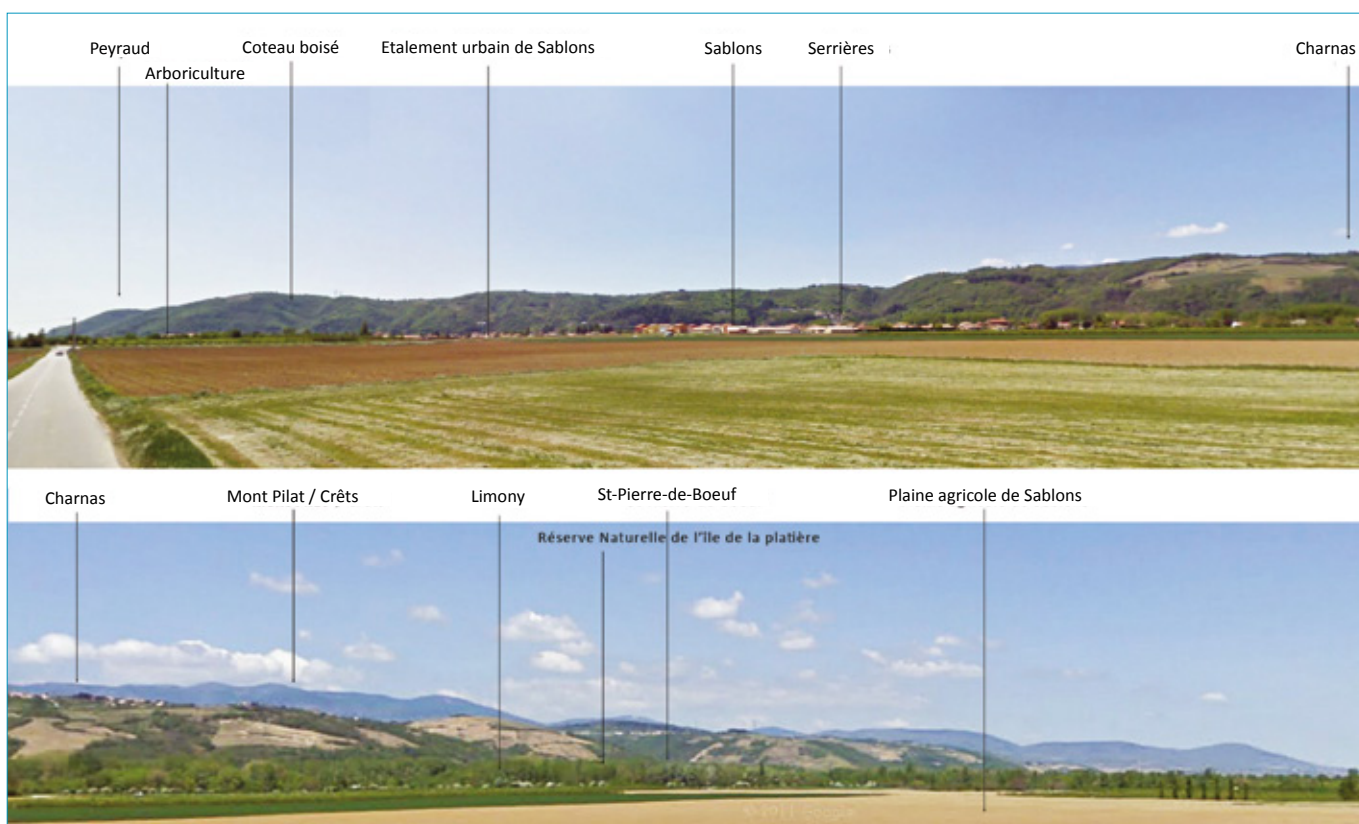 Peyraud
Coteau boisé
Etalement urbain de Sablons
Sablons
Serrières
Charnas
Arboriculture
Charnas
Mont Pilat / Crêts
Limony
St-Pierre-de-Boeuf
Plaine agricole de Sablons
Réserve Naturelle de l'île de la platière